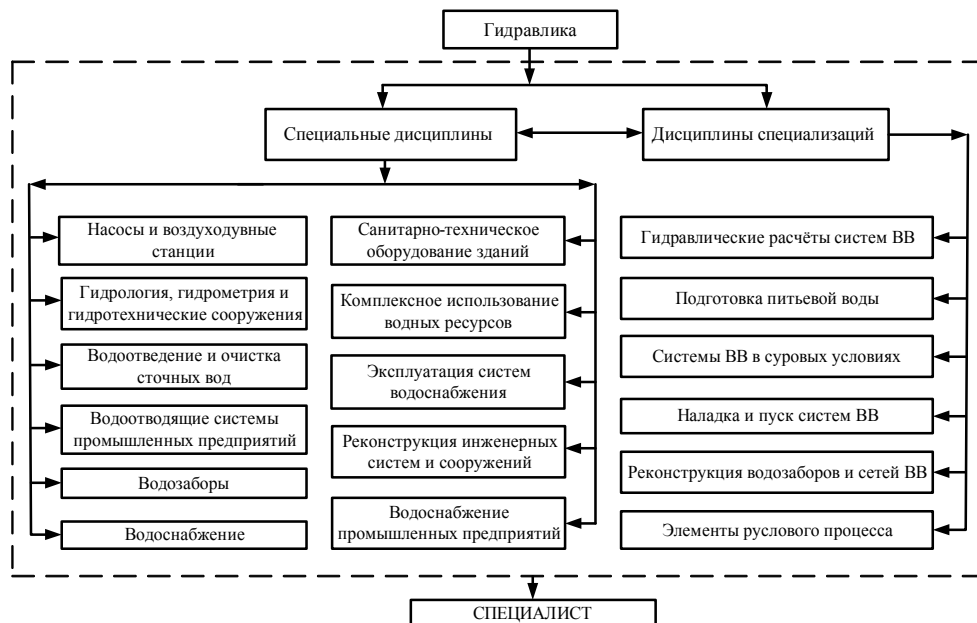 Гидравлика
Специальные дисциплины
Дисциплины специализаций
Насосы и воздуходувные
станции
Гидрология, гидрометрия и
гидротехнические сооружения
Водоотведение и очистка
сточных вод
Водоотводящие системы
промышленных предприятий
Водозаборы
Водоснабжение
Санитарно-техническое
оборудование зданий
Комплексное использование
водных ресурсов
Эксплуатация систем
водоснабжения
Реконструкция инженерных
систем и сооружений
Водоснабжение
промышленных предприятий
Гидравлические расчёты систем ВВ
Подготовка питьевой воды
Системы ВВ в суровых условиях
Наладка и пуск систем ВВ
Реконструкция водозаборов и сетей ВВ
Элементы руслового процесса
СПЕЦИАЛИСТ